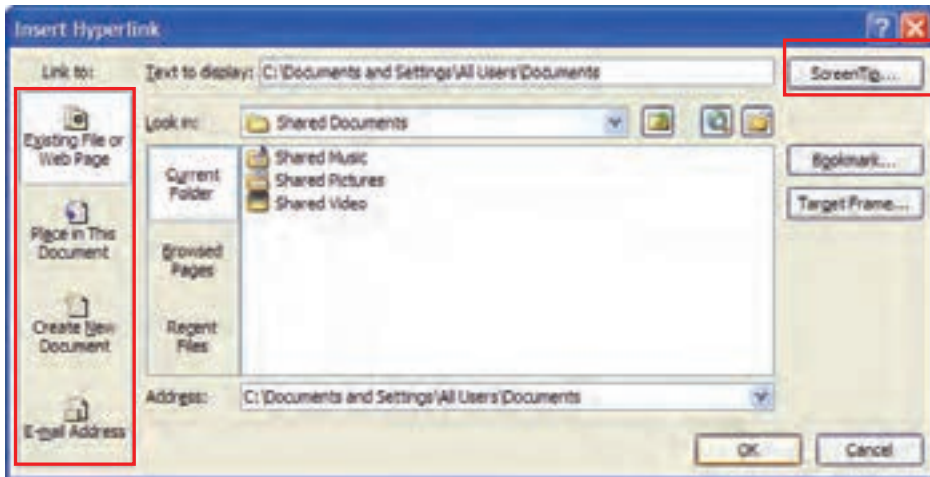 Insert Hyperlink
Link to:
Text to display: C:\Documents and Settings\All Users\Documents
ScreenTip...
Existing File or
Web Page
Look in:
Shared Documents
Current
Folder
Shared Music
Shared Pictures
Shared Video
Bookmark...
Target Frame...
Place in This
Document
Browsed
Pages
Create New
Document
Recent
Files
Address: C:\Documents and Settings\All Users\Documents
E-mail Address
OK
Cancel